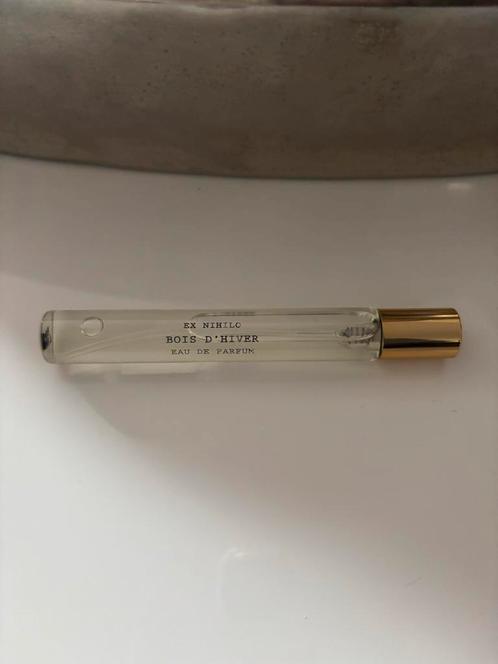 EX NIHILO
BOIS D'HIVER
EAU DE PARFUM